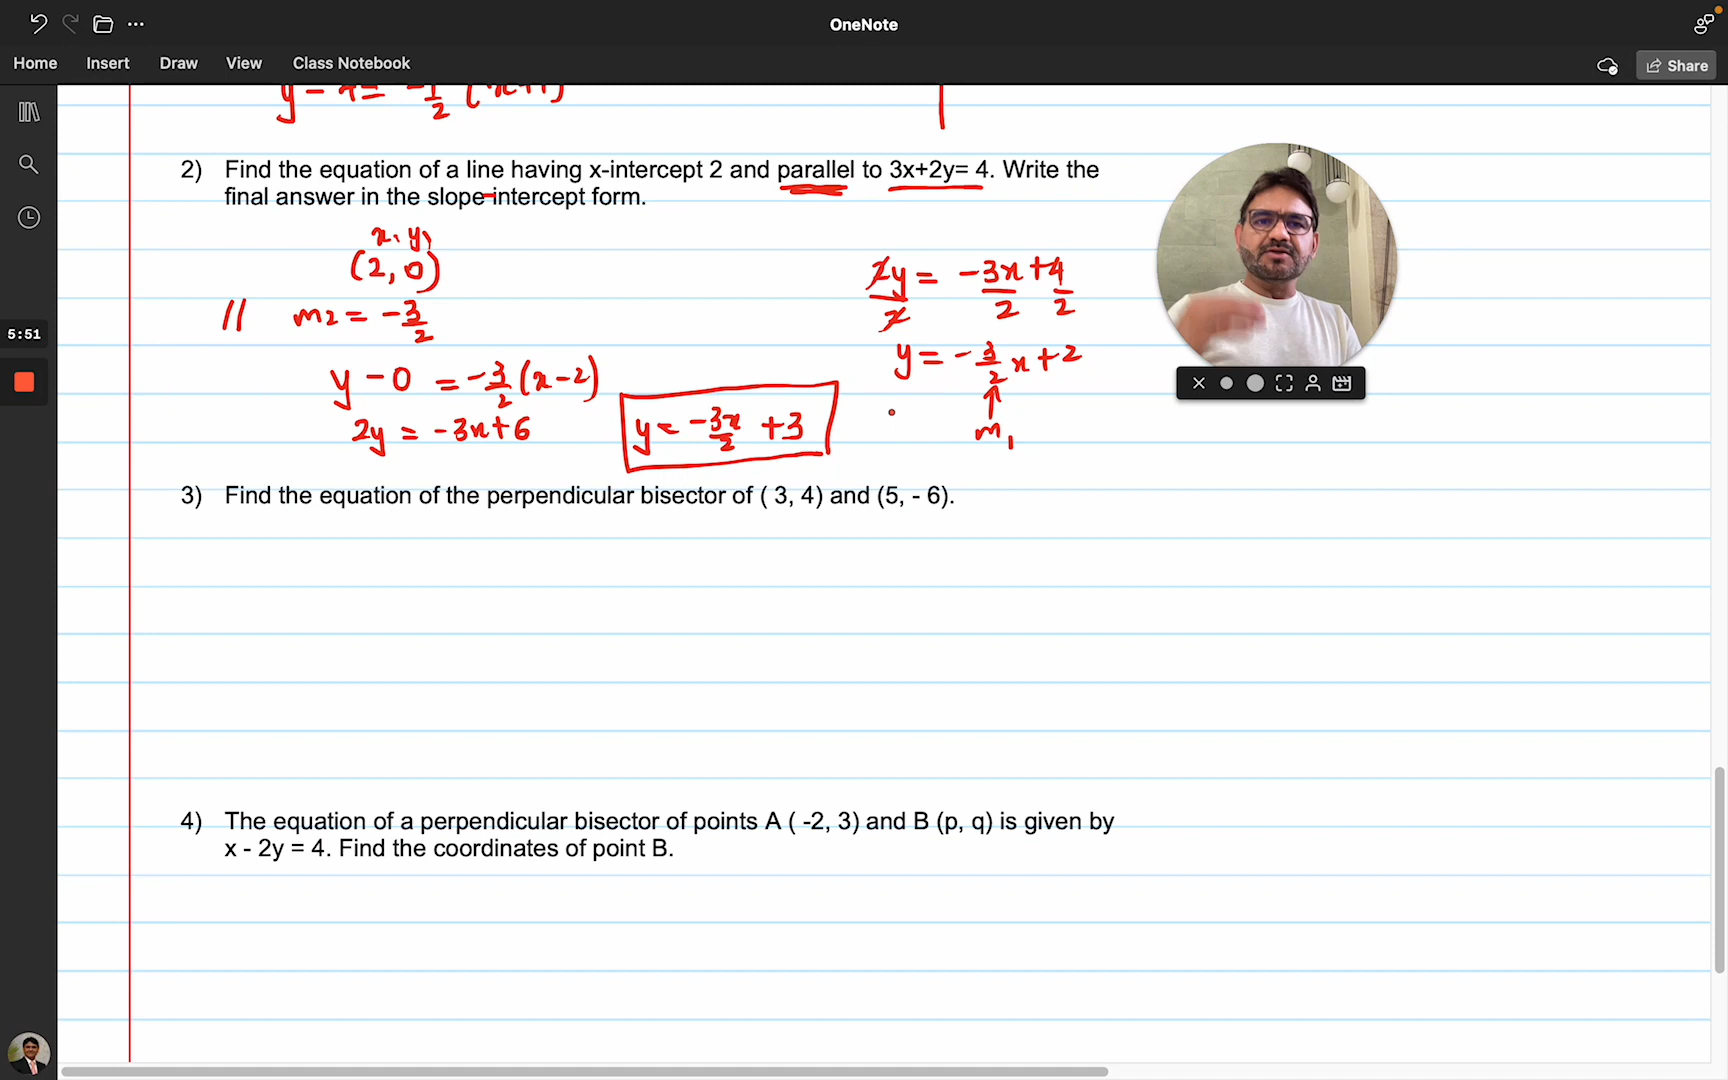 OneNote
Home Insert Draw View Class Notebook
Share
2) Find the equation of a line having x-intercept 2 and parallel to 3x+2y= 4. Write the
final answer in the slope-intercept form.
x₁ y₁
(2, 0)
2y = -3x+4
2 2 2
// m2 = -3/2
5:51
y = -3/2 x + 2
y - 0 = -3/2 (x - 2)
2y = -3x + 6
y = -3x/2 + 3
m₁
3) Find the equation of the perpendicular bisector of ( 3, 4) and (5, - 6).
4) The equation of a perpendicular bisector of points A ( -2, 3) and B (p, q) is given by
x - 2y = 4. Find the coordinates of point B.